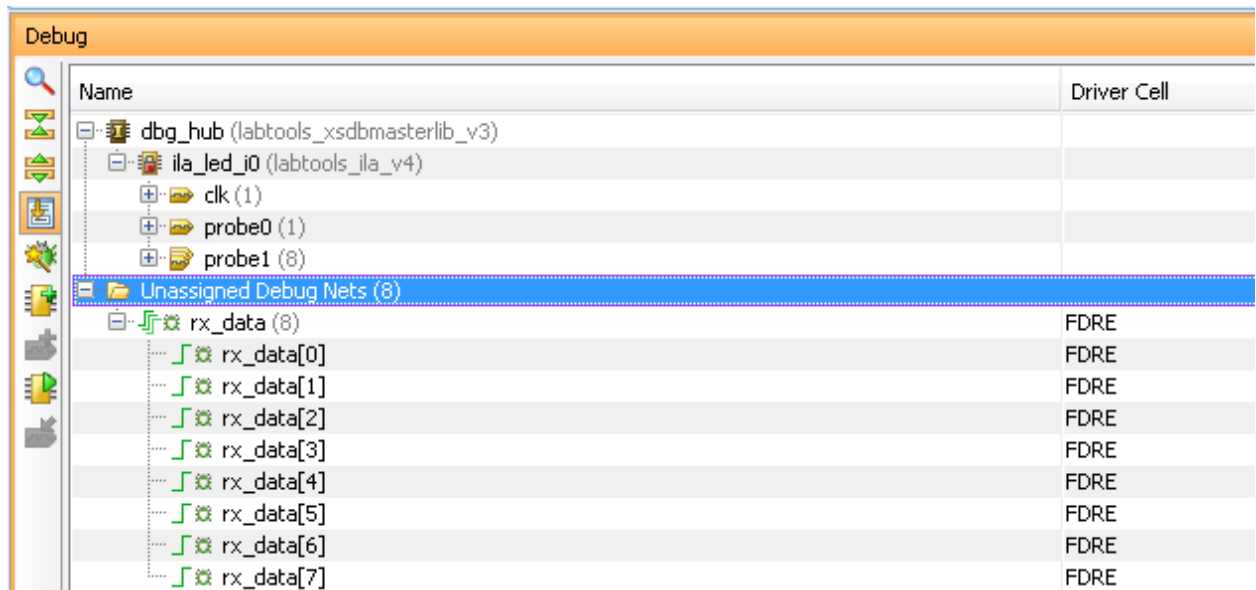 Debug
Name Driver Cell
dbg_hub (labtools_xsdbmasterlib_v3)
ila_led_i0 (labtools_ila_v4)
clk (1)
probe0 (1)
probe1 (8)
Unassigned Debug Nets (8)
rx_data (8) FDRE
rx_data[0] FDRE
rx_data[1] FDRE
rx_data[2] FDRE
rx_data[3] FDRE
rx_data[4] FDRE
rx_data[5] FDRE
rx_data[6] FDRE
rx_data[7] FDRE